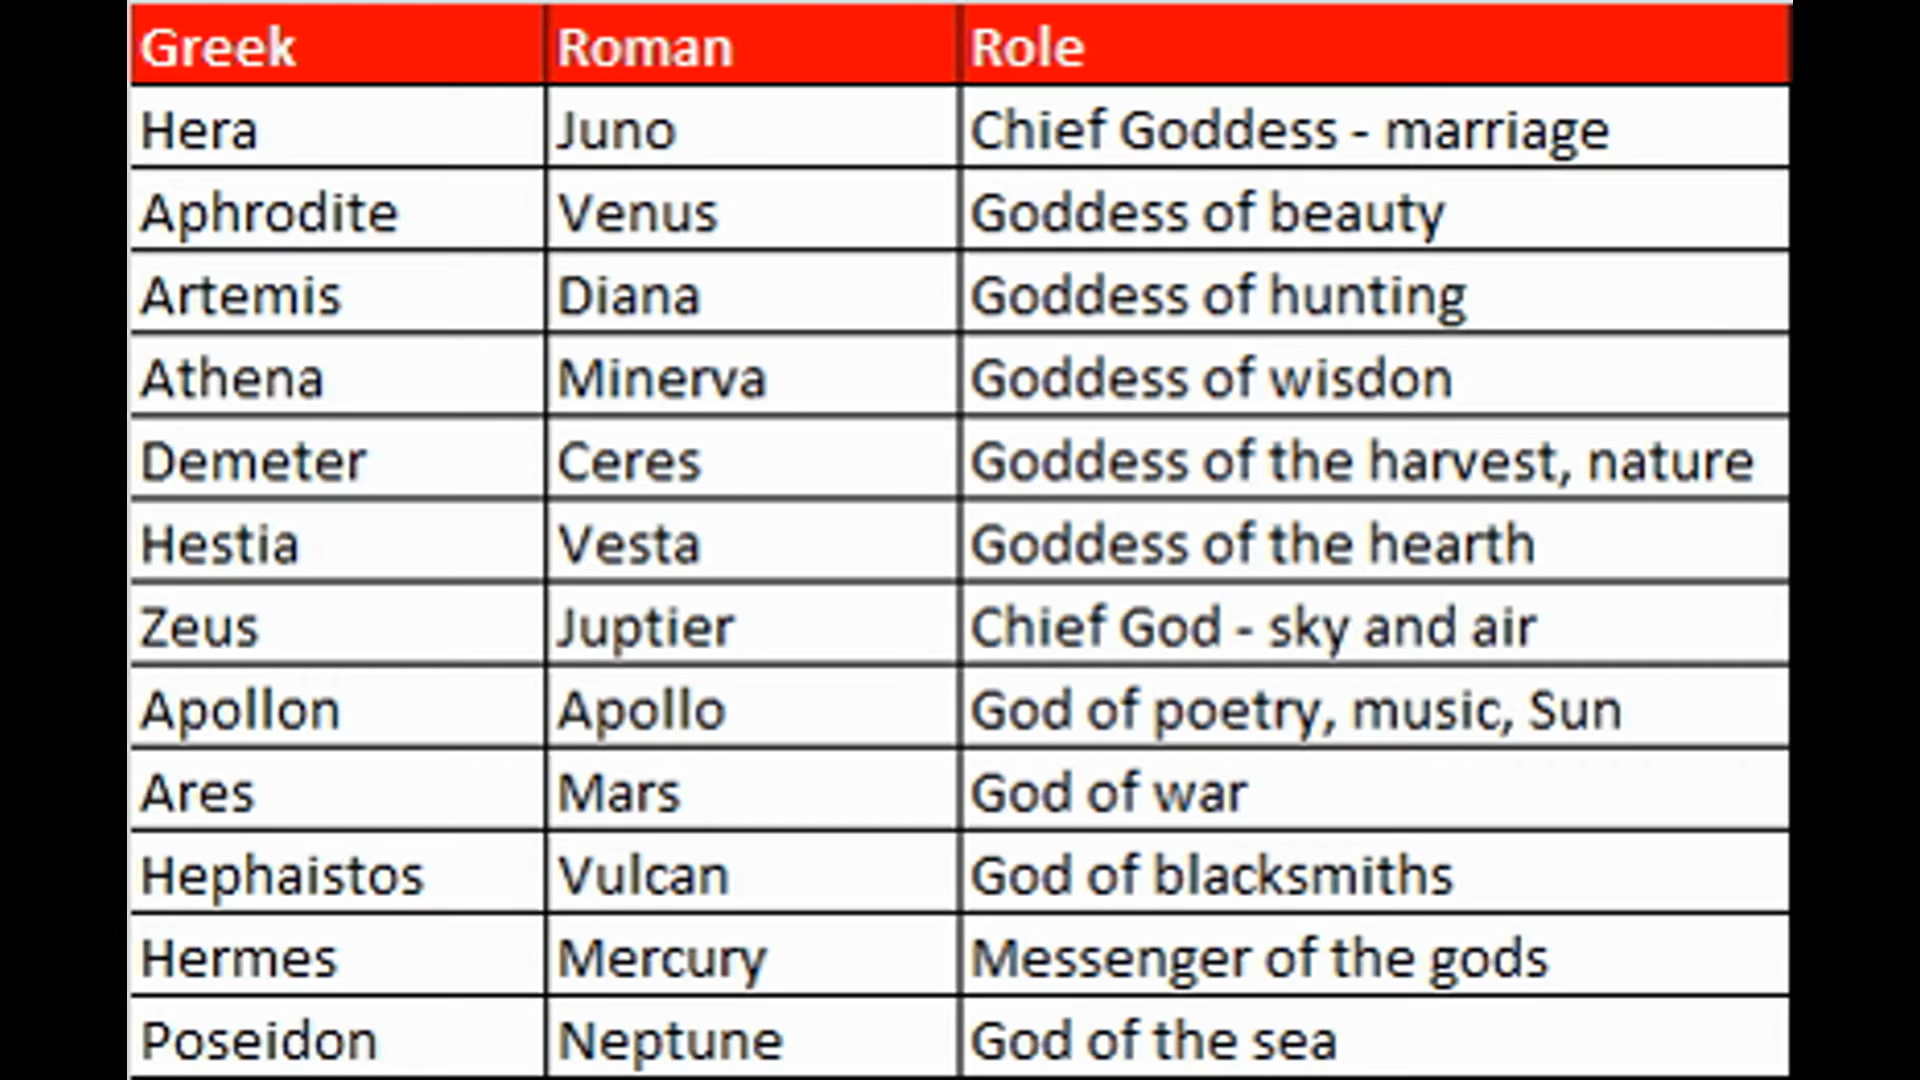 Greek Roman Role
Hera Juno Chief Goddess - marriage
Aphrodite Venus Goddess of beauty
Artemis Diana Goddess of hunting
Athena Minerva Goddess of wisdon
Demeter Ceres Goddess of the harvest, nature
Hestia Vesta Goddess of the hearth
Zeus Juptier Chief God - sky and air
Apollon Apollo God of poetry, music, Sun
Ares Mars God of war
Hephaistos Vulcan God of blacksmiths
Hermes Mercury Messenger of the gods
Poseidon Neptune God of the sea